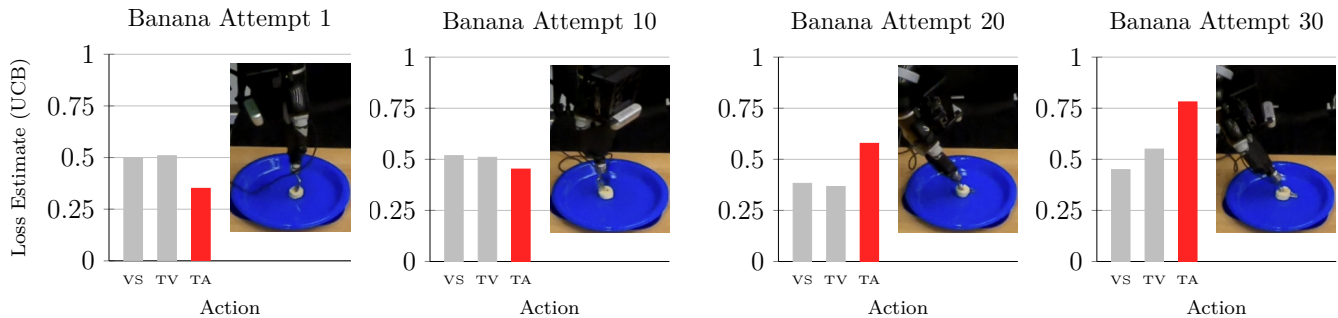 Banana Attempt 1
Loss Estimate (UCB)
1
0.75
0.5
0.25
0
VS TV TA
Action
Banana Attempt 10
1
0.75
0.5
0.25
0
VS TV TA
Action
Banana Attempt 20
1
0.75
0.5
0.25
0
VS TV TA
Action
Banana Attempt 30
1
0.75
0.5
0.25
0
VS TV TA
Action